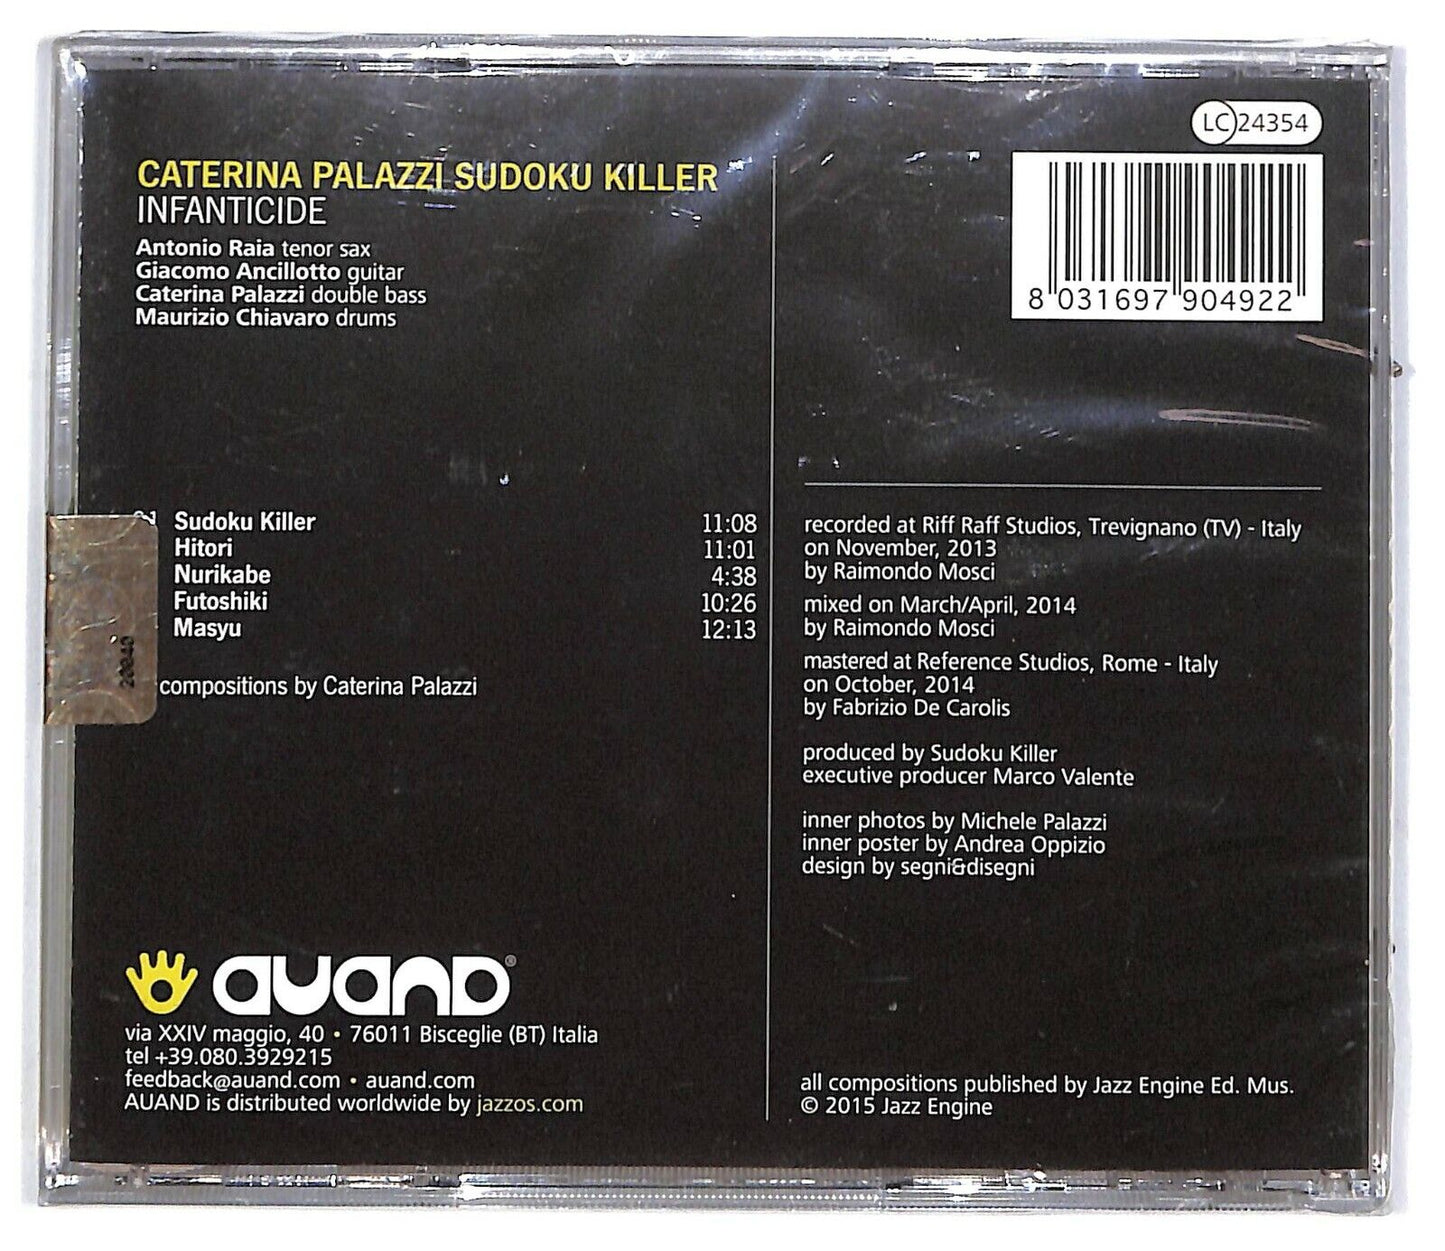 LC 24354
CATERINA PALAZZI SUDOKU KILLER
INFANTICIDE
Antonio Raia tenor sax
Giacomo Ancillotto guitar
Caterina Palazzi double bass
Maurizio Chiavaro drums
8 031697 904922
Sudoku Killer 11:08
Hitori 11:01
Nurikabe 4:38
Futoshiki 10:26
Masyu 12:13
compositions by Caterina Palazzi
20040
recorded at Riff Raff Studios, Trevignano (TV) - Italy
on November, 2013
by Raimondo Mosci
mixed on March/April, 2014
by Raimondo Mosci
mastered at Reference Studios, Rome - Italy
on October, 2014
by Fabrizio De Carolis
produced by Sudoku Killer
executive producer Marco Valente
inner photos by Michele Palazzi
inner poster by Andrea Oppizio
design by segni&disegni
AUAND®
via XXIV maggio, 40 • 76011 Bisceglie (BT) Italia
tel +39.080.3929215
feedback@auand.com • auand.com
AUAND is distributed worldwide by jazzos.com
all compositions published by Jazz Engine Ed. Mus.
© 2015 Jazz Engine